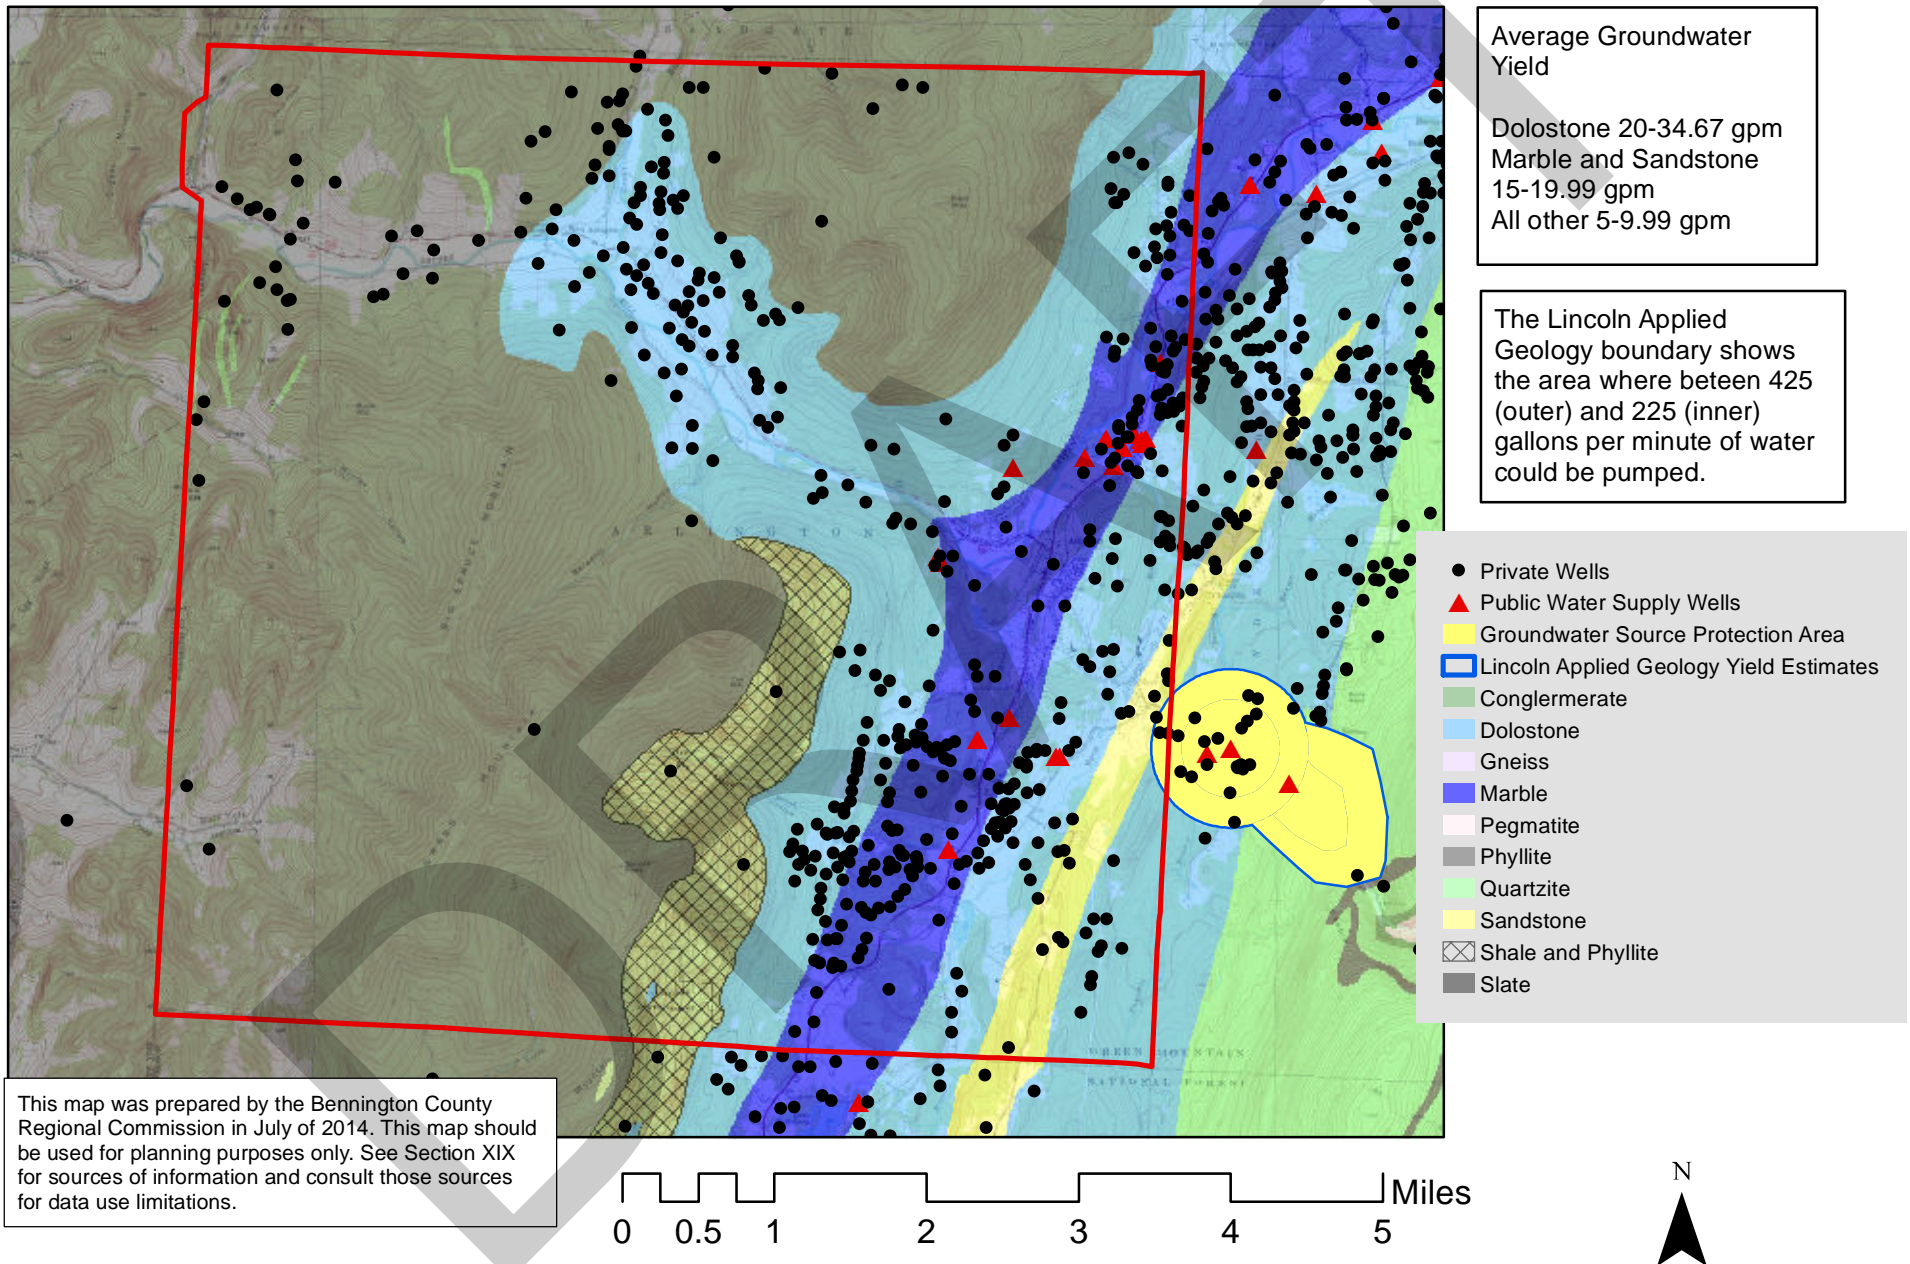 Average Groundwater
Yield
Dolostone 20-34.67 gpm
Marble and Sandstone
15-19.99 gpm
All other 5-9.99 gpm
The Lincoln Applied
Geology boundary shows
the area where beteen 425
(outer) and 225 (inner)
gallons per minute of water
could be pumped.
Private Wells
Public Water Supply Wells
Groundwater Source Protection Area
Lincoln Applied Geology Yield Estimates
Conglermerate
Dolostone
Gneiss
Marble
Pegmatite
Phyllite
Quartzite
Sandstone
Shale and Phyllite
Slate
ARLINGTON
GREEN MOUNTAIN
NATIONAL FOREST
DRAFT
This map was prepared by the Bennington County
Regional Commission in July of 2014. This map should
be used for planning purposes only. See Section XIX
for sources of information and consult those sources
for data use limitations.
Miles
0 0.5 1 2 3 4 5
N